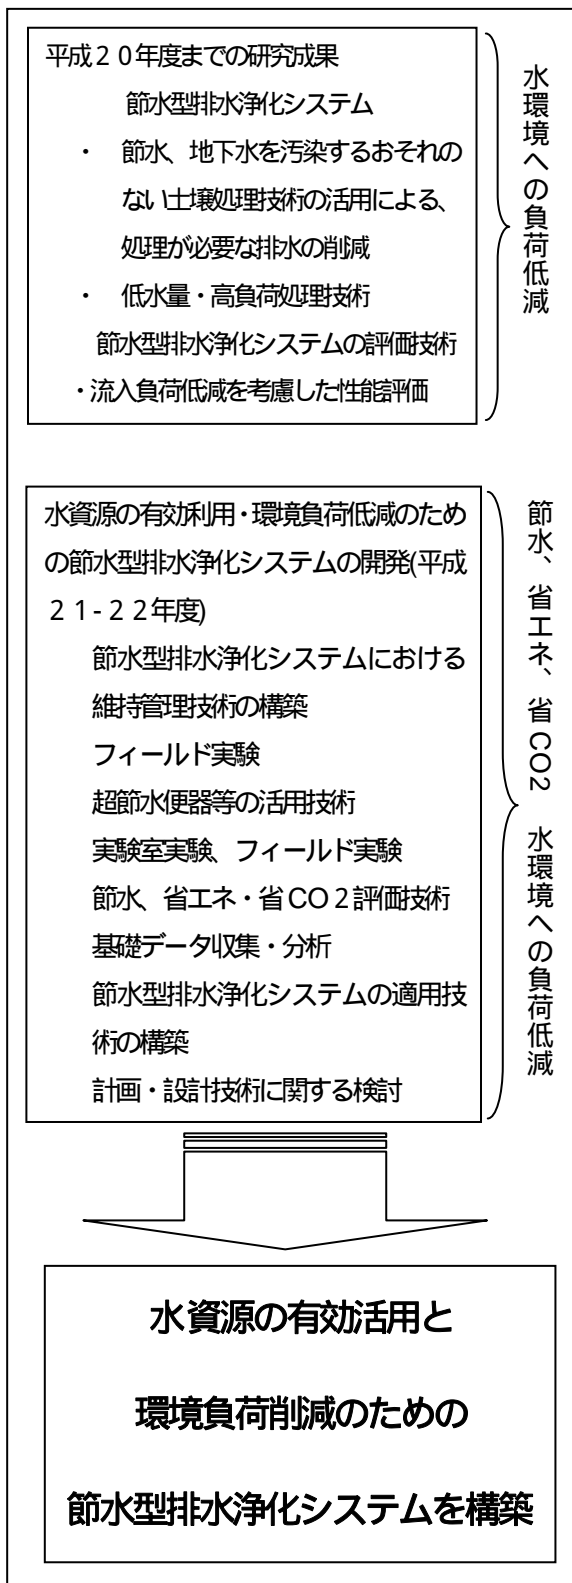 平成２０年度までの研究成果
節水型排水浄化システム
・　節水、地下水を汚染するおそれの
ない土壌処理技術の活用による、
処理が必要な排水の削減
・　低水量・高負荷処理技術
節水型排水浄化システムの評価技術
・流入負荷低減を考慮した性能評価
水環境への負荷低減
水資源の有効利用・環境負荷低減のため
の節水型排水浄化システムの開発(平成
２１-２２年度)
節水型排水浄化システムにおける
維持管理技術の構築
フィールド実験
超節水便器等の活用技術
実験室実験、フィールド実験
節水、省エネ・省CO２評価技術
基礎データ収集・分析
節水型排水浄化システムの適用技
術の構築
計画・設計技術に関する検討
節水、省エネ、省CO2　水環境への負荷低減
水資源の有効活用と
環境負荷削減のための
節水型排水浄化システムを構築